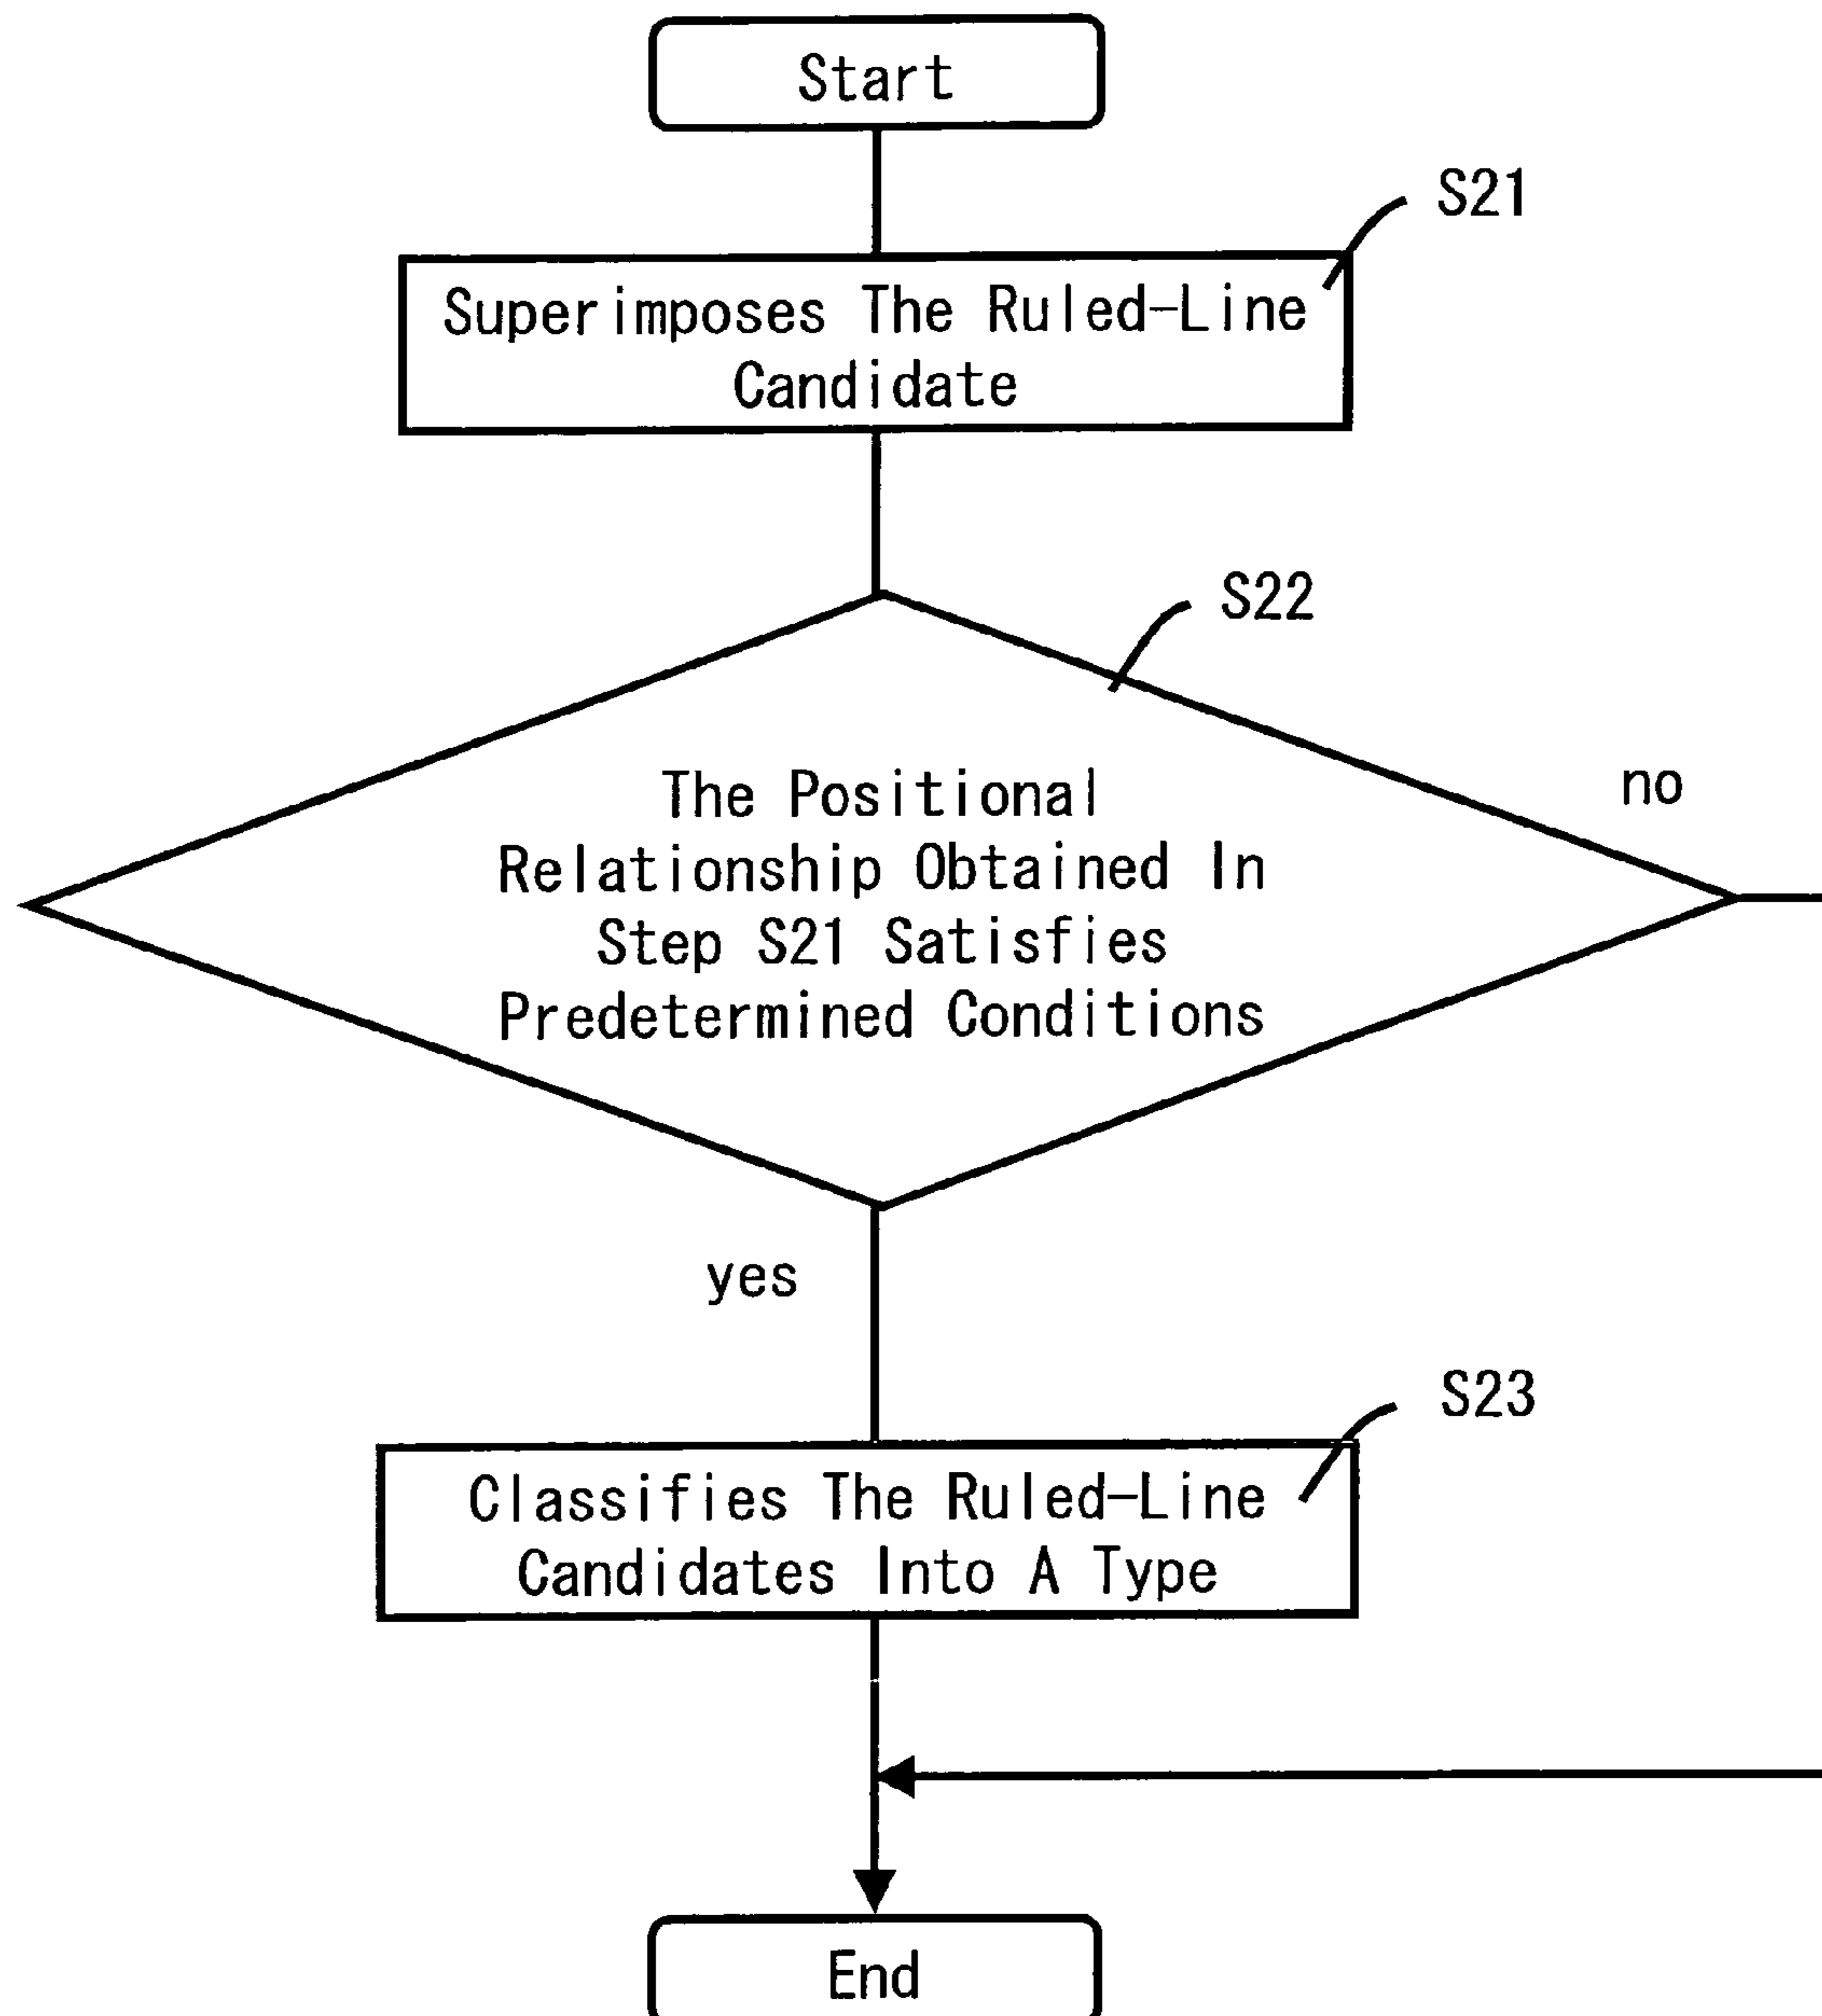 Start
S21
Superimposes The Ruled-Line
Candidate
S22
The Positional
Relationship Obtained In
Step S21 Satisfies
Predetermined Conditions
no
yes
S23
Classifies The Ruled-Line
Candidates Into A Type
End